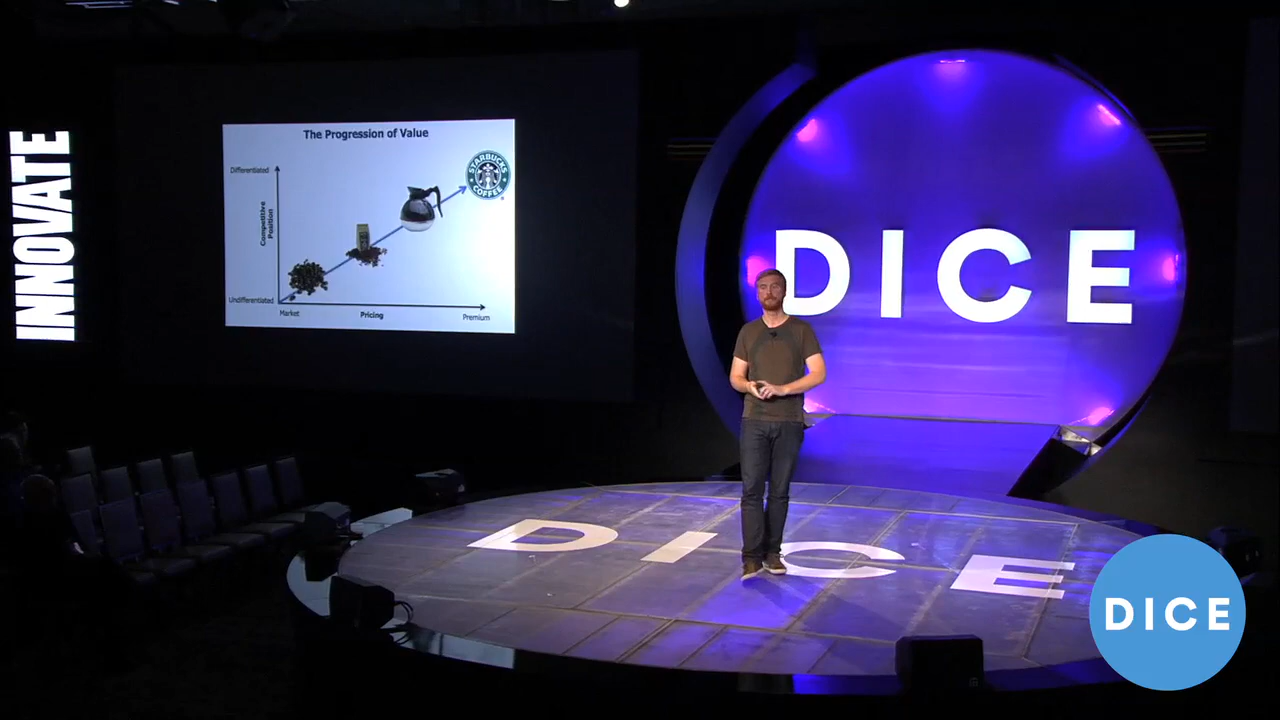 INNOVATE
The Progression of Value
Differentiated
Competitive
Position
Undifferentiated
Market
Pricing
Premium
STARBUCKS
COFFEE
DICE
DICE
DICE